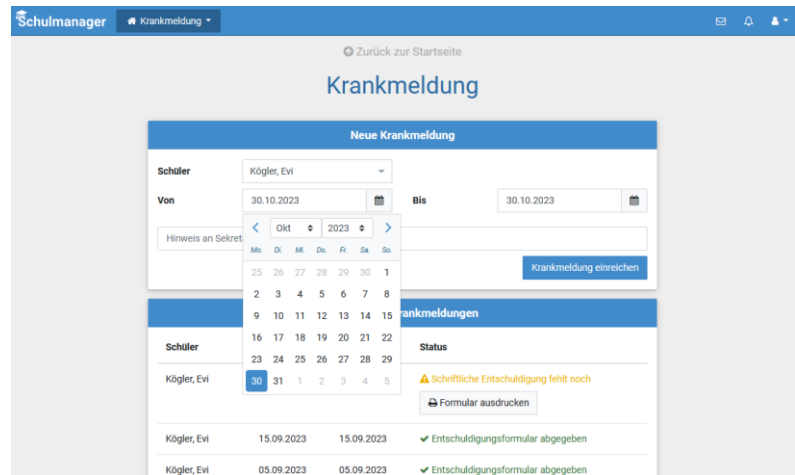 Schulmanager Krankmeldung
Zurück zur Startseite
Krankmeldung
Neue Krankmeldung
Schüler Kögler, Evi
Von 30.10.2023 Bis 30.10.2023
Okt 2023
Hinweis an Sekret
Mo. Di. Mi. Do. Fr. Sa. So.
25 26 27 28 29 30 1
Krankmeldung einreichen
2 3 4 5 6 7 8
9 10 11 12 13 14 15
ankmeldungen
16 17 18 19 20 21 22
Schüler Status
23 24 25 26 27 28 29
30 31 1 2 3 4 5
Kögler, Evi Schriftliche Entschuldigung fehlt noch
Formular ausdrucken
Kögler, Evi 15.09.2023 15.09.2023 Entschuldigungsformular abgegeben
Kögler, Evi 05.09.2023 05.09.2023 Entschuldigungsformular abgegeben